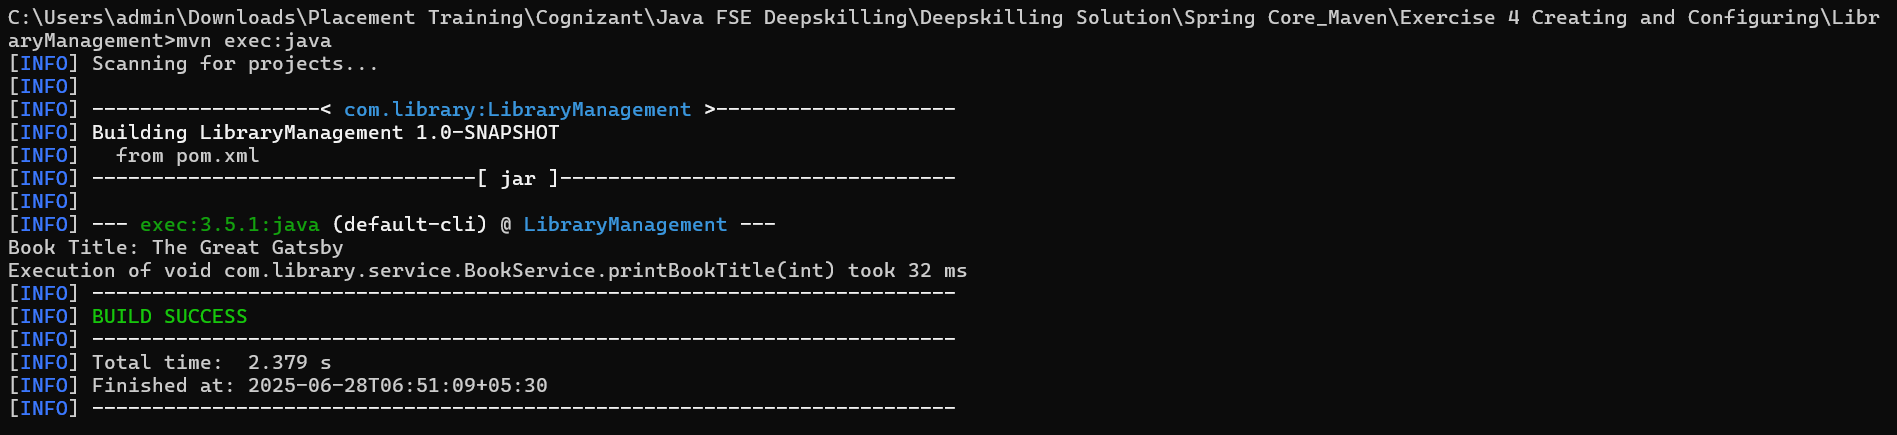 C:\Users\admin\Downloads\Placement Training\Cognizant\Java FSE Deepskilling\Deepskilling Solution\Spring Core_Maven\Exercise 4 Creating and Configuring\Libr
aryManagement>mvn exec:java
[INFO] Scanning for projects...
[INFO]
[INFO] -------------------< com.library:LibraryManagement >--------------------
[INFO] Building LibraryManagement 1.0-SNAPSHOT
[INFO]   from pom.xml
[INFO] --------------------------------[ jar ]---------------------------------
[INFO]
[INFO] --- exec:3.5.1:java (default-cli) @ LibraryManagement ---
Book Title: The Great Gatsby
Execution of void com.library.service.BookService.printBookTitle(int) took 32 ms
[INFO] ------------------------------------------------------------------------
[INFO] BUILD SUCCESS
[INFO] ------------------------------------------------------------------------
[INFO] Total time:  2.379 s
[INFO] Finished at: 2025-06-28T06:51:09+05:30
[INFO] ------------------------------------------------------------------------